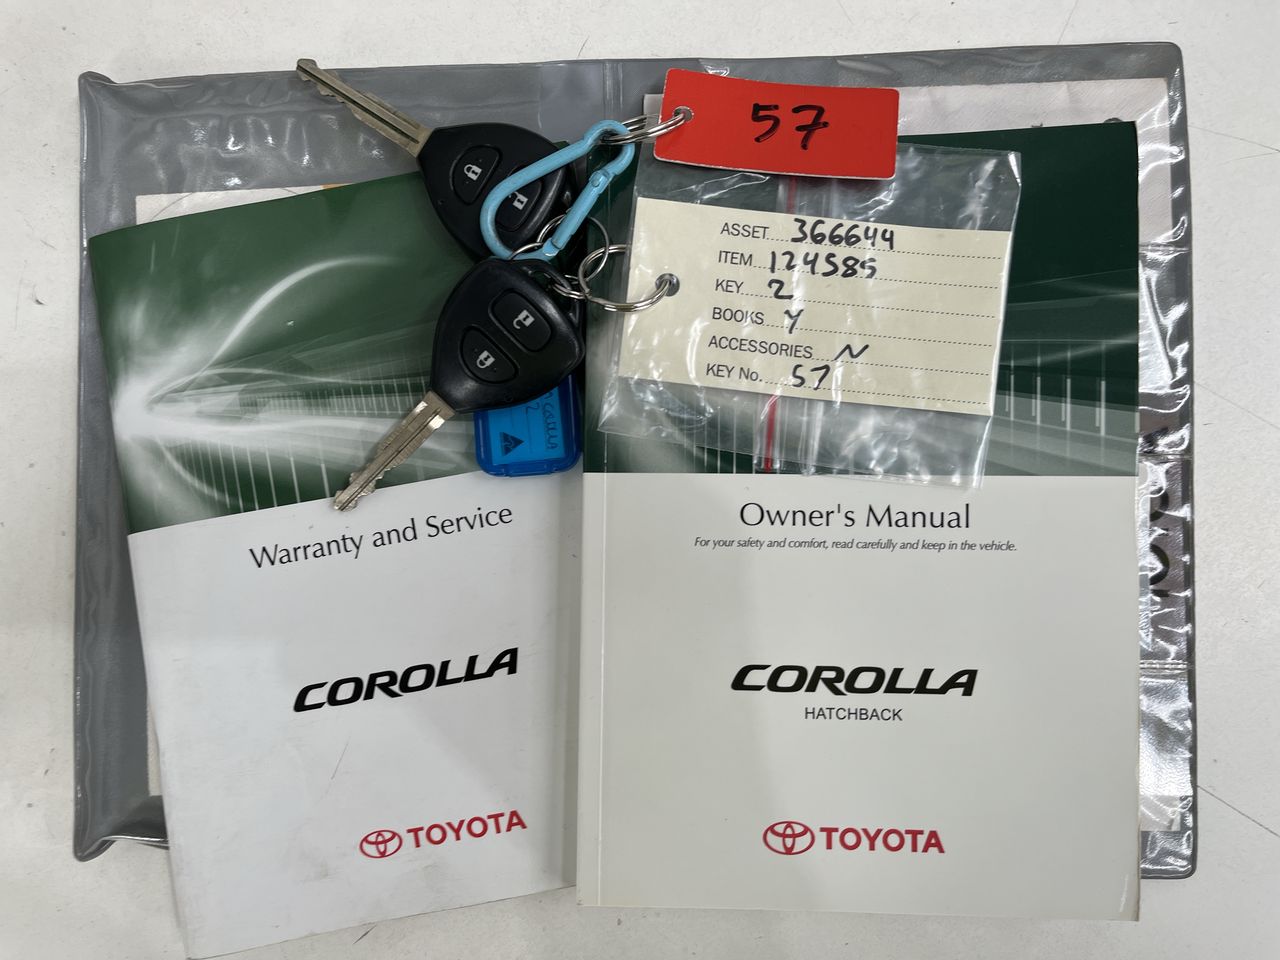 57
ASSET 366644
ITEM 124585
KEY 2
BOOKS Y
ACCESSORIES N
KEY No. 57
Warranty and Service
COROLLA
TOYOTA
Owner's Manual
For your safety and comfort, read carefully and keep in the vehicle.
COROLLA
HATCHBACK
TOYOTA